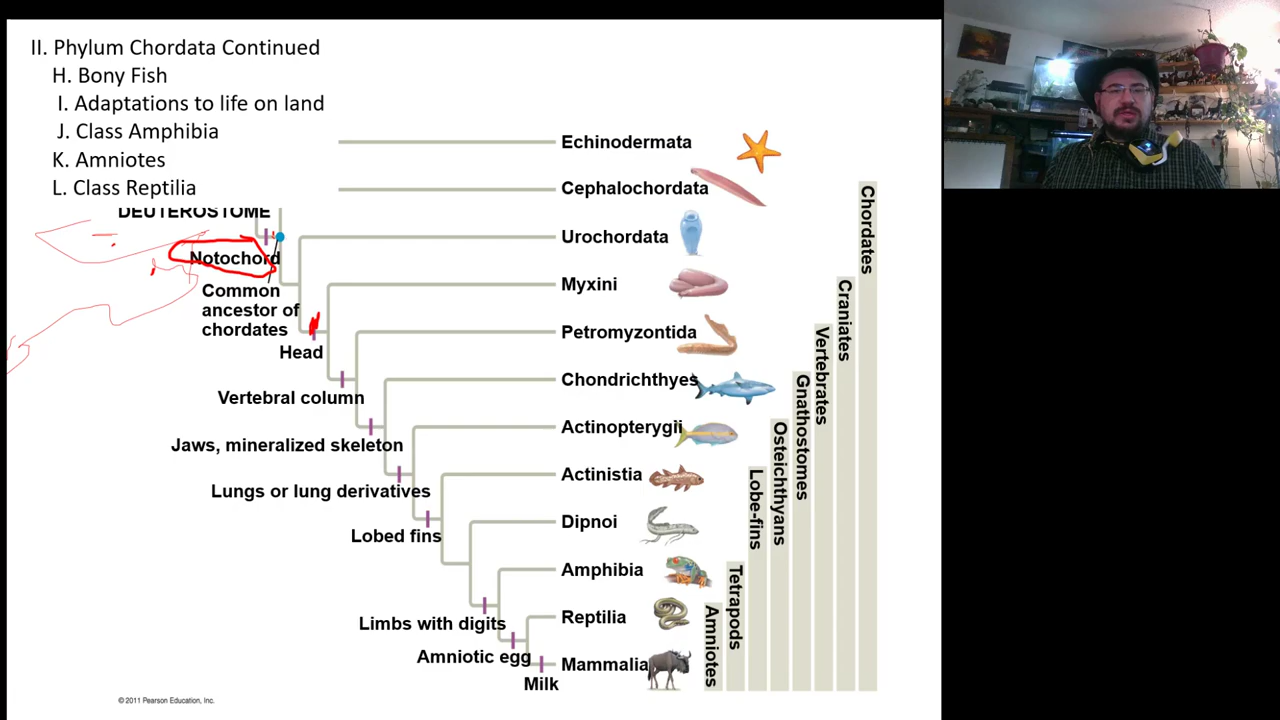 II. Phylum Chordata Continued
H. Bony Fish
I. Adaptations to life on land
J. Class Amphibia
K. Amniotes
L. Class Reptilia
Echinodermata
Cephalochordata
DEUTEROSTOME
Urochordata
Notochord
Common
ancestor of
chordates
Myxini
Petromyzontida
Head
Chondrichthyes
Vertebral column
Actinopterygii
Jaws, mineralized skeleton
Actinistia
Lungs or lung derivatives
Dipnoi
Lobed fins
Amphibia
Reptilia
Limbs with digits
Amniotic egg
Mammalia
Milk
Chordates
Craniates
Vertebrates
Gnathostomes
Osteichthyans
Lobe-fins
Tetrapods
Amniotes
© 2011 Pearson Education, Inc.